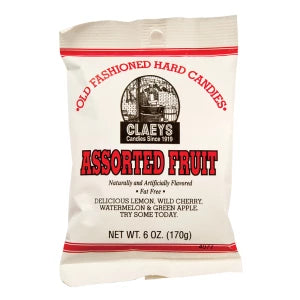 •OLD FASHIONED HARD CANDIES•
CLAEYS
Candies Since 1919
ASSORTED FRUIT
Naturally and Artificially Flavored
• Fat Free •
DELICIOUS LEMON, WILD CHERRY,
WATERMELON & GREEN APPLE.
TRY SOME TODAY.
NET WT. 6 OZ. (170g)